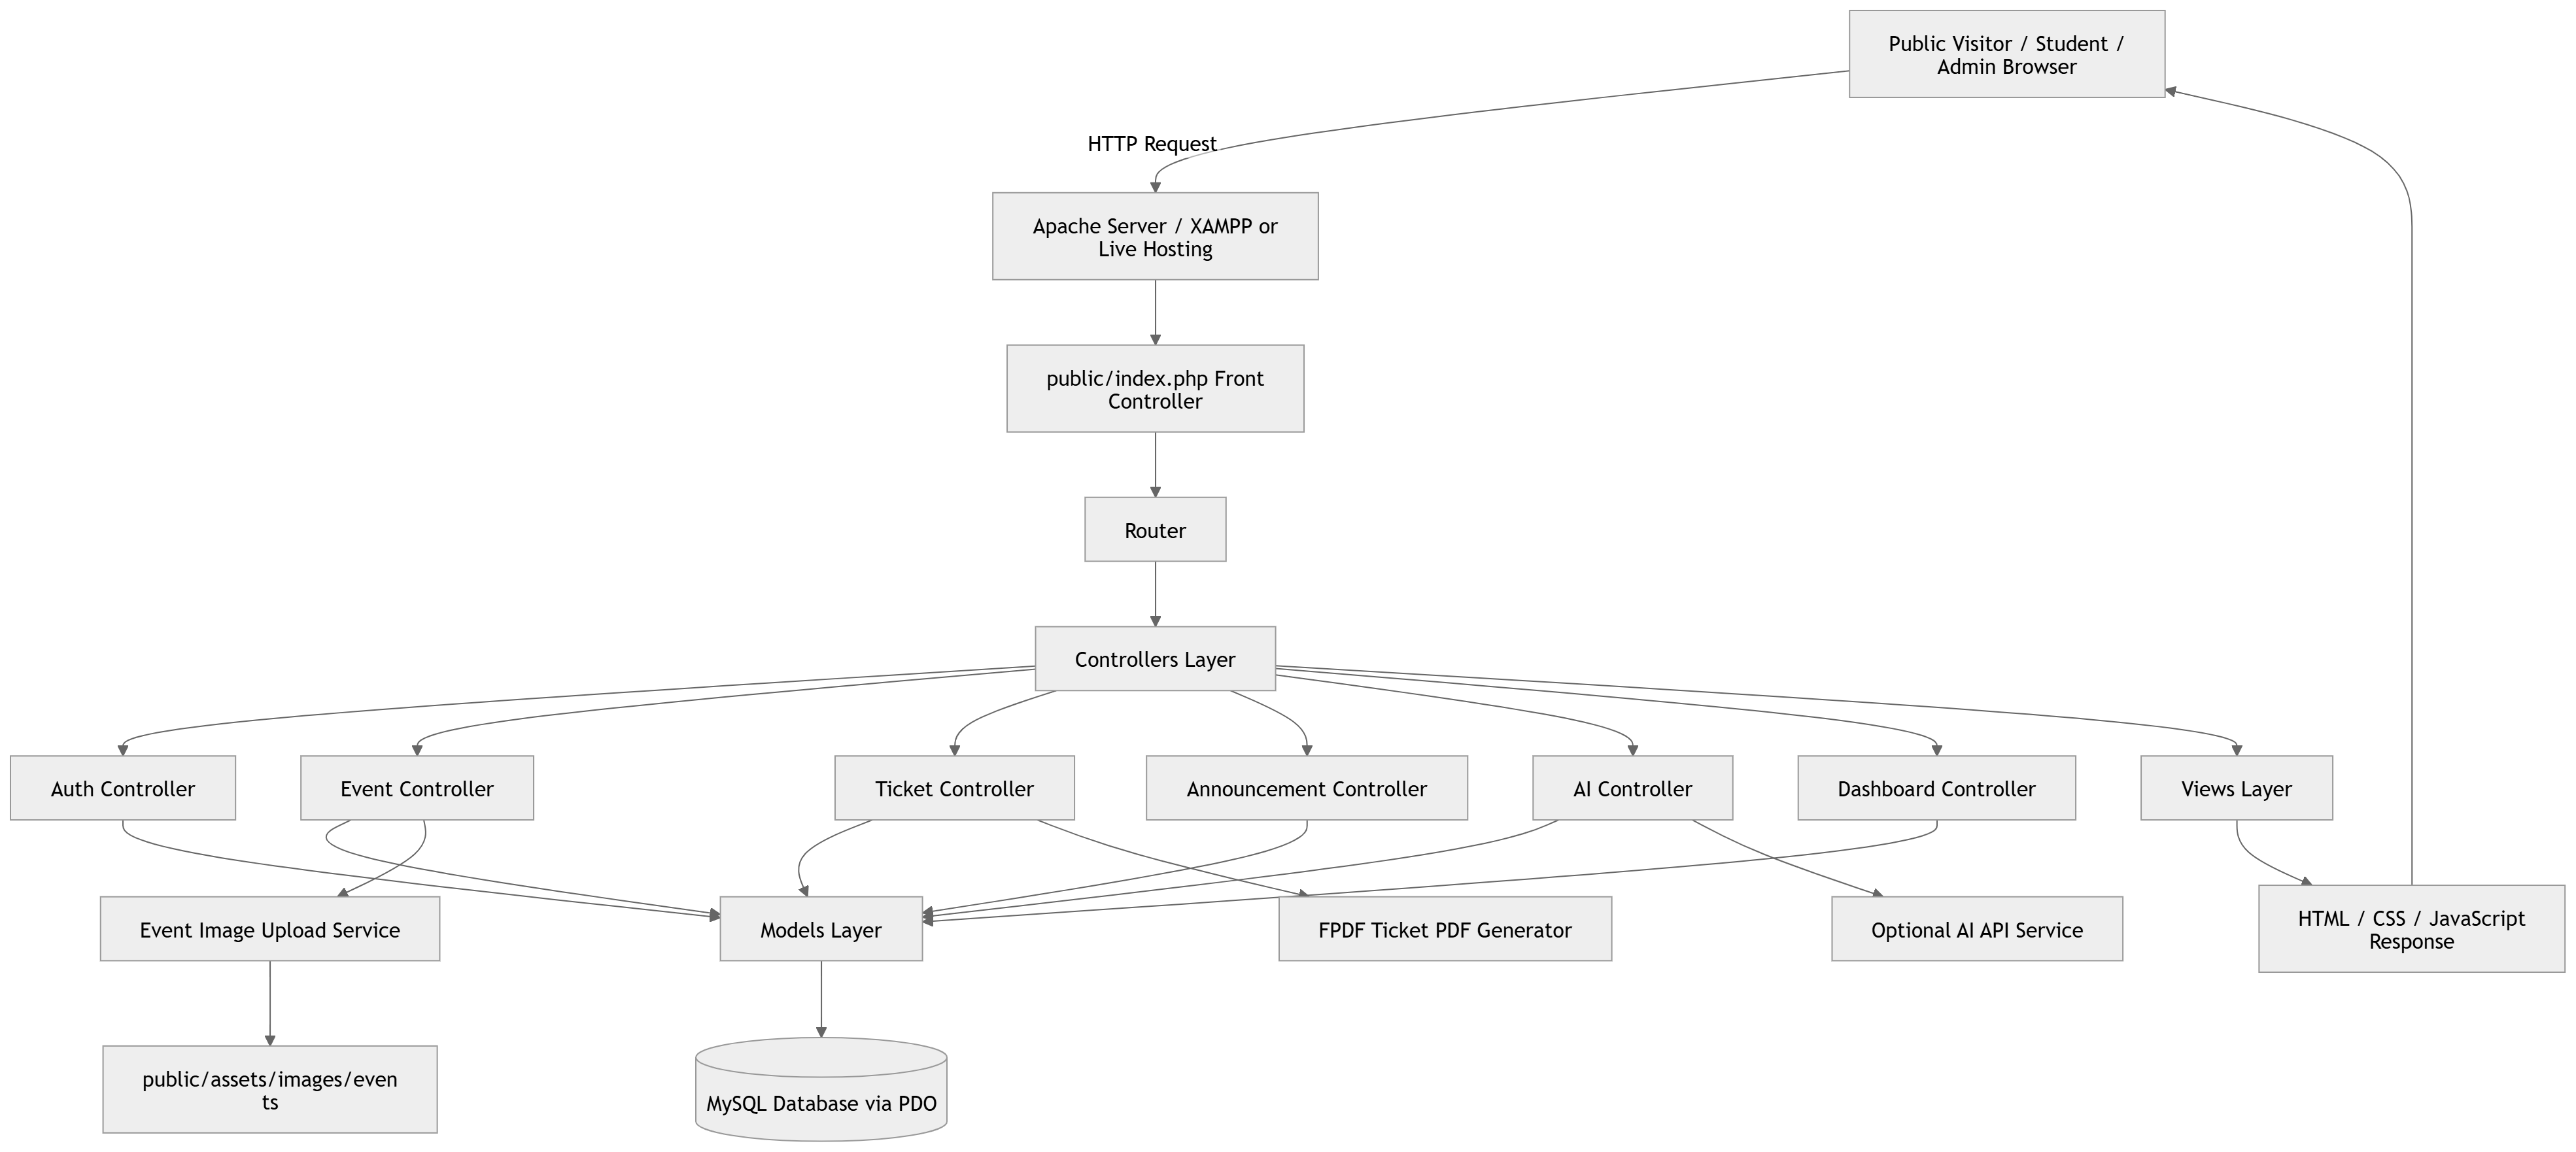 Public Visitor / Student /
Admin Browser
HTTP Request
Apache Server / XAMPP or
Live Hosting
public/index.php Front
Controller
Router
Controllers Layer
Auth Controller
Event Controller
Ticket Controller
Announcement Controller
AI Controller
Dashboard Controller
Views Layer
Event Image Upload Service
Models Layer
FPDF Ticket PDF Generator
Optional AI API Service
HTML / CSS / JavaScript
Response
public/assets/images/even
ts
MySQL Database via PDO